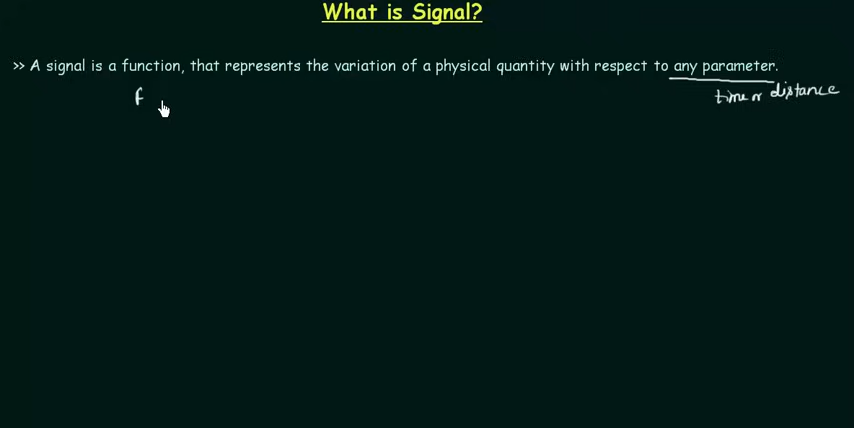 What is Signal?
>> A signal is a function, that represents the variation of a physical quantity with respect to any parameter.
time or distance
f